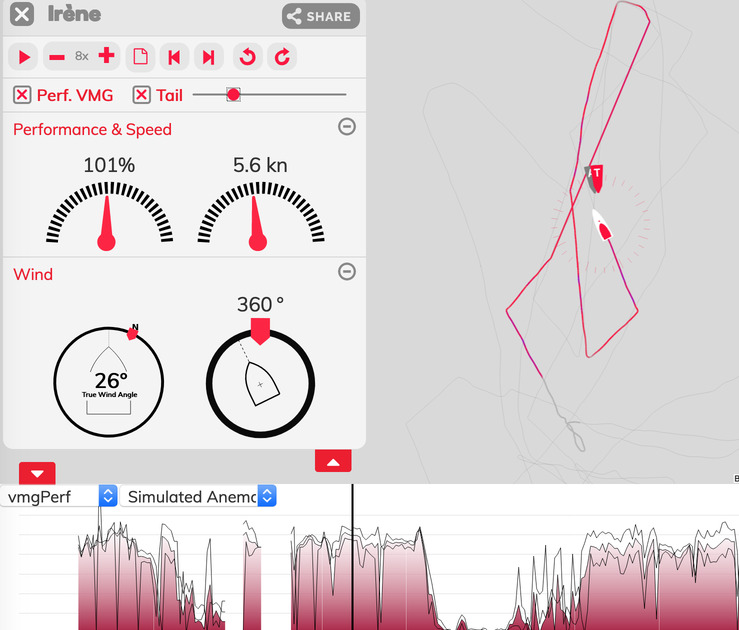 Irène
SHARE
8x
Perf. VMG
Tail
Performance & Speed
101%
5.6 kn
Wind
360 °
N
26°
True Wind Angle
T
vmgPerf
Simulated Anemo
B